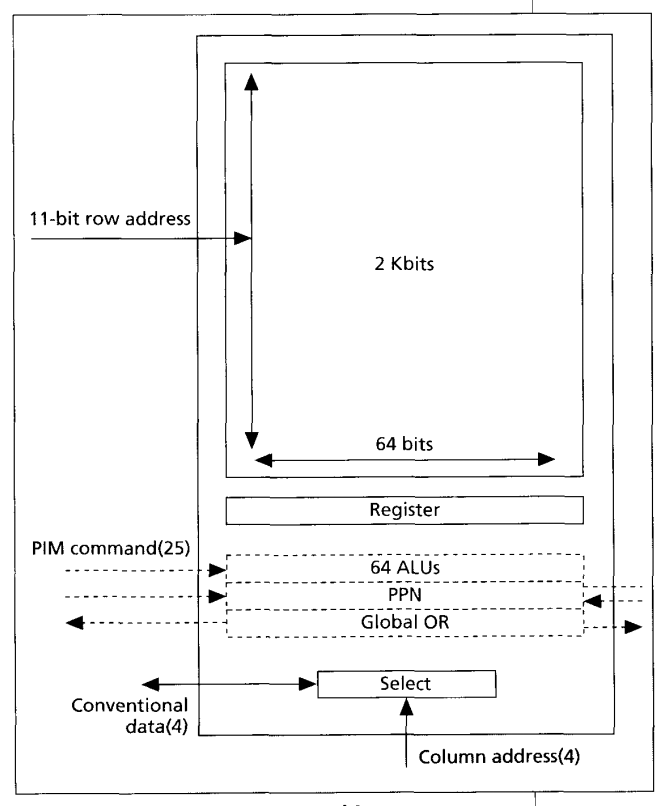 11-bit row address
2 Kbits
64 bits
Register
PIM command(25)
64 ALUs
PPN
Global OR
Select
Conventional
data(4)
Column address(4)